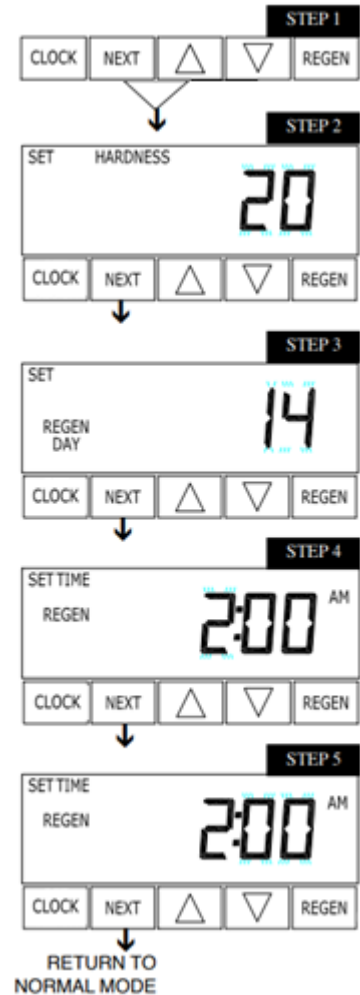 STEP 1
CLOCK NEXT REGEN
STEP 2
SET HARDNESS
20
CLOCK NEXT REGEN
STEP 3
SET
14
REGEN
DAY
CLOCK NEXT REGEN
STEP 4
SET TIME
REGEN
2:00 AM
CLOCK NEXT REGEN
STEP 5
SET TIME
REGEN
2:00 AM
CLOCK NEXT REGEN
RETURN TO
NORMAL MODE